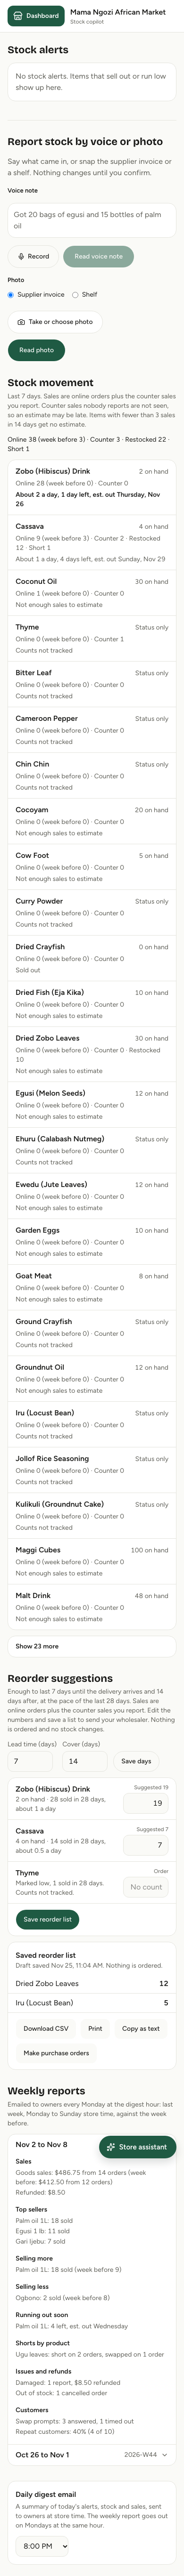 Dashboard
Mama Ngozi African Market
Stock copilot
Stock alerts
No stock alerts. Items that sell out or run low
show up here.
Report stock by voice or photo
Say what came in, or snap the supplier invoice or
a shelf. Nothing changes until you confirm.
Voice note
Got 20 bags of egusi and 15 bottles of palm
oil
Record
Read voice note
Photo
Supplier invoice
Shelf
Take or choose photo
Read photo
Stock movement
Last 7 days. Sales are online orders plus the counter sales
you report. Counter sales nobody reports are not seen,
so an estimate may be late. Items with fewer than 3 sales
in 14 days get no estimate.
Online 38 (week before 3) · Counter 3 · Restocked 22 ·
Short 1
Zobo (Hibiscus) Drink
2 on hand
Online 28 (week before 0) · Counter 0
About 2 a day, 1 day left, est. out Thursday, Nov
26
Cassava
4 on hand
Online 9 (week before 3) · Counter 2 · Restocked
12 · Short 1
About 1 a day, 4 days left, est. out Sunday, Nov 29
Coconut Oil
30 on hand
Online 1 (week before 0) · Counter 0
Not enough sales to estimate
Thyme
Status only
Online 0 (week before 0) · Counter 1
Counts not tracked
Bitter Leaf
Status only
Online 0 (week before 0) · Counter 0
Counts not tracked
Cameroon Pepper
Status only
Online 0 (week before 0) · Counter 0
Counts not tracked
Chin Chin
Status only
Online 0 (week before 0) · Counter 0
Counts not tracked
Cocoyam
20 on hand
Online 0 (week before 0) · Counter 0
Not enough sales to estimate
Cow Foot
5 on hand
Online 0 (week before 0) · Counter 0
Not enough sales to estimate
Curry Powder
Status only
Online 0 (week before 0) · Counter 0
Counts not tracked
Dried Crayfish
0 on hand
Online 0 (week before 0) · Counter 0
Sold out
Dried Fish (Eja Kika)
10 on hand
Online 0 (week before 0) · Counter 0
Not enough sales to estimate
Dried Zobo Leaves
30 on hand
Online 0 (week before 0) · Counter 0 · Restocked
10
Not enough sales to estimate
Egusi (Melon Seeds)
12 on hand
Online 0 (week before 0) · Counter 0
Not enough sales to estimate
Ehuru (Calabash Nutmeg)
Status only
Online 0 (week before 0) · Counter 0
Counts not tracked
Ewedu (Jute Leaves)
12 on hand
Online 0 (week before 0) · Counter 0
Not enough sales to estimate
Garden Eggs
10 on hand
Online 0 (week before 0) · Counter 0
Not enough sales to estimate
Goat Meat
8 on hand
Online 0 (week before 0) · Counter 0
Not enough sales to estimate
Ground Crayfish
Status only
Online 0 (week before 0) · Counter 0
Counts not tracked
Groundnut Oil
12 on hand
Online 0 (week before 0) · Counter 0
Not enough sales to estimate
Iru (Locust Bean)
Status only
Online 0 (week before 0) · Counter 0
Counts not tracked
Jollof Rice Seasoning
Status only
Online 0 (week before 0) · Counter 0
Counts not tracked
Kulikuli (Groundnut Cake)
Status only
Online 0 (week before 0) · Counter 0
Counts not tracked
Maggi Cubes
100 on hand
Online 0 (week before 0) · Counter 0
Not enough sales to estimate
Malt Drink
48 on hand
Online 0 (week before 0) · Counter 0
Not enough sales to estimate
Show 23 more
Reorder suggestions
Enough to last 7 days until the delivery arrives and 14
days after, at the pace of the last 28 days. Sales are
online orders plus the counter sales you report. Edit the
numbers and save a list to send your wholesaler. Nothing
is ordered and no stock changes.
Lead time (days)
Cover (days)
7
14
Save days
Zobo (Hibiscus) Drink
2 on hand · 28 sold in 28 days,
about 1 a day
Suggested 19
19
Cassava
4 on hand · 14 sold in 28 days,
about 0.5 a day
Suggested 7
7
Thyme
Marked low, 1 sold in 28 days.
Counts not tracked.
Order
No count
Save reorder list
Saved reorder list
Draft saved Nov 25, 11:04 AM. Nothing is ordered.
Dried Zobo Leaves
12
Iru (Locust Bean)
5
Download CSV
Print
Copy as text
Make purchase orders
Weekly reports
Emailed to owners every Monday at the digest hour: last
week, Monday to Sunday store time, against the week
before.
Nov 2 to Nov 8
Store assistant
Sales
Goods sales: $486.75 from 14 orders (week
before: $412.50 from 12 orders)
Refunded: $8.50
Top sellers
Palm oil 1L: 18 sold
Egusi 1 lb: 11 sold
Gari Ijebu: 7 sold
Selling more
Palm oil 1L: 18 sold (week before 9)
Selling less
Ogbono: 2 sold (week before 8)
Running out soon
Palm oil 1L: 4 left, est. out Wednesday
Shorts by product
Ugu leaves: short on 2 orders, swapped on 1 order
Issues and refunds
Damaged: 1 report, $8.50 refunded
Out of stock: 1 cancelled order
Customers
Swap prompts: 3 answered, 1 timed out
Repeat customers: 40% (4 of 10)
Oct 26 to Nov 1
2026-W44
Daily digest email
A summary of today's alerts, stock and sales, sent
to owners at store time. The weekly report goes out
on Mondays at the same hour.
8:00 PM